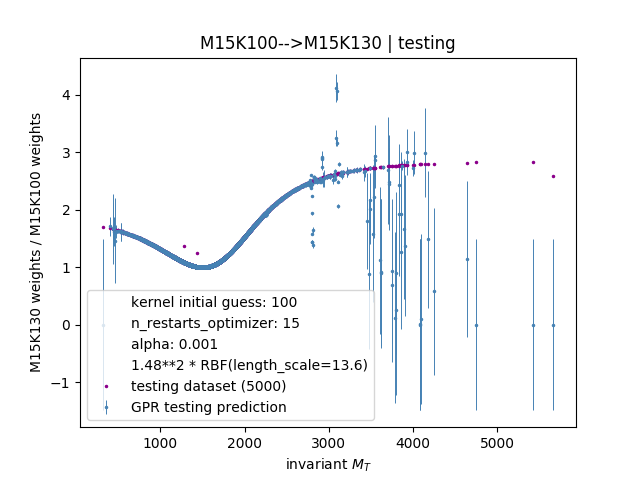 M15K100-->M15K130 | testing
M15K130 weights / M15K100 weights
4
3
2
1
0
−1
kernel initial guess: 100
n_restarts_optimizer: 15
alpha: 0.001
1.48**2 * RBF(length_scale=13.6)
testing dataset (5000)
GPR testing prediction
1000 2000 3000 4000 5000
invariant M_T